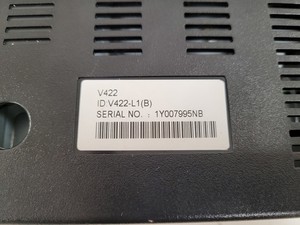 V422
ID:V422-L1(B)
SERIAL NO. : 1Y007995NB